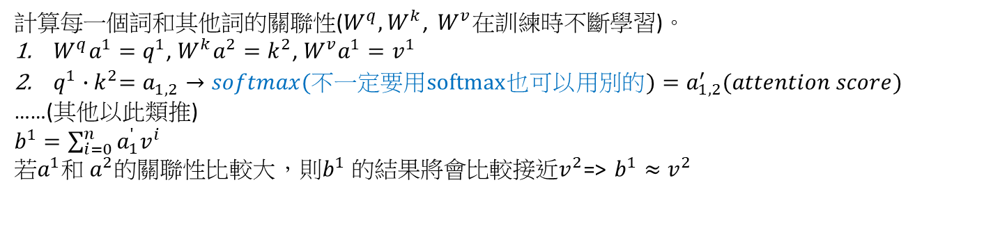 計算每一個詞和其他詞的關聯性(W^q, W^k, W^v在訓練時不斷學習)。
1. W^q a^1 = q^1, W^k a^2 = k^2, W^v a^1 = v^1
2. q^1 · k^2= a_{1,2} → softmax(不一定要用softmax也可以用別的) = a'_{1,2}(attention score)
......(其他以此類推)
b^1 = ∑_{i=0}^{n} a_1^' v^i
若a^1和 a^2的關聯性比較大，則b^1 的結果將會比較接近v^2=> b^1 ≈ v^2